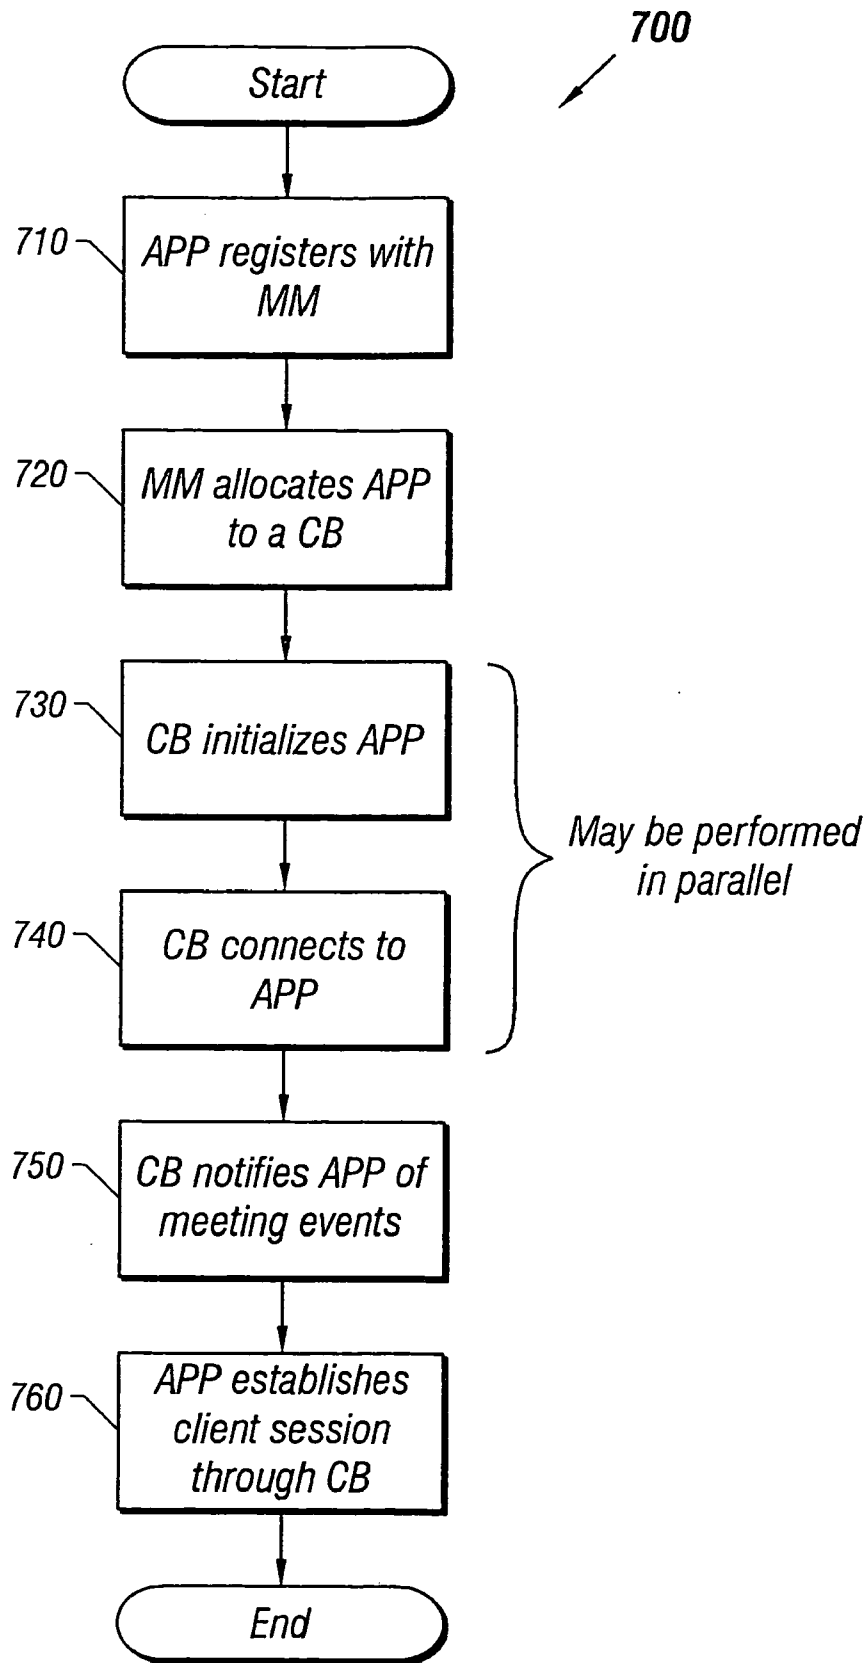 700
Start
710
APP registers with
MM
720
MM allocates APP
to a CB
730
CB initializes APP
May be performed
in parallel
740
CB connects to
APP
750
CB notifies APP of
meeting events
760
APP establishes
client session
through CB
End